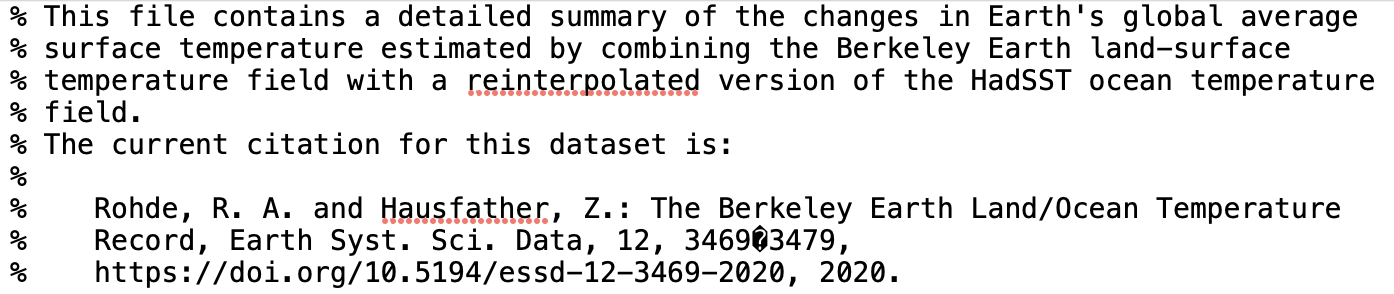 % This file contains a detailed summary of the changes in Earth's global average
% surface temperature estimated by combining the Berkeley Earth land-surface
% temperature field with a reinterpolated version of the HadSST ocean temperature
% field.
% The current citation for this dataset is:
%
%    Rohde, R. A. and Hausfather, Z.: The Berkeley Earth Land/Ocean Temperature
%    Record, Earth Syst. Sci. Data, 12, 3469�3479,
%    https://doi.org/10.5194/essd-12-3469-2020, 2020.